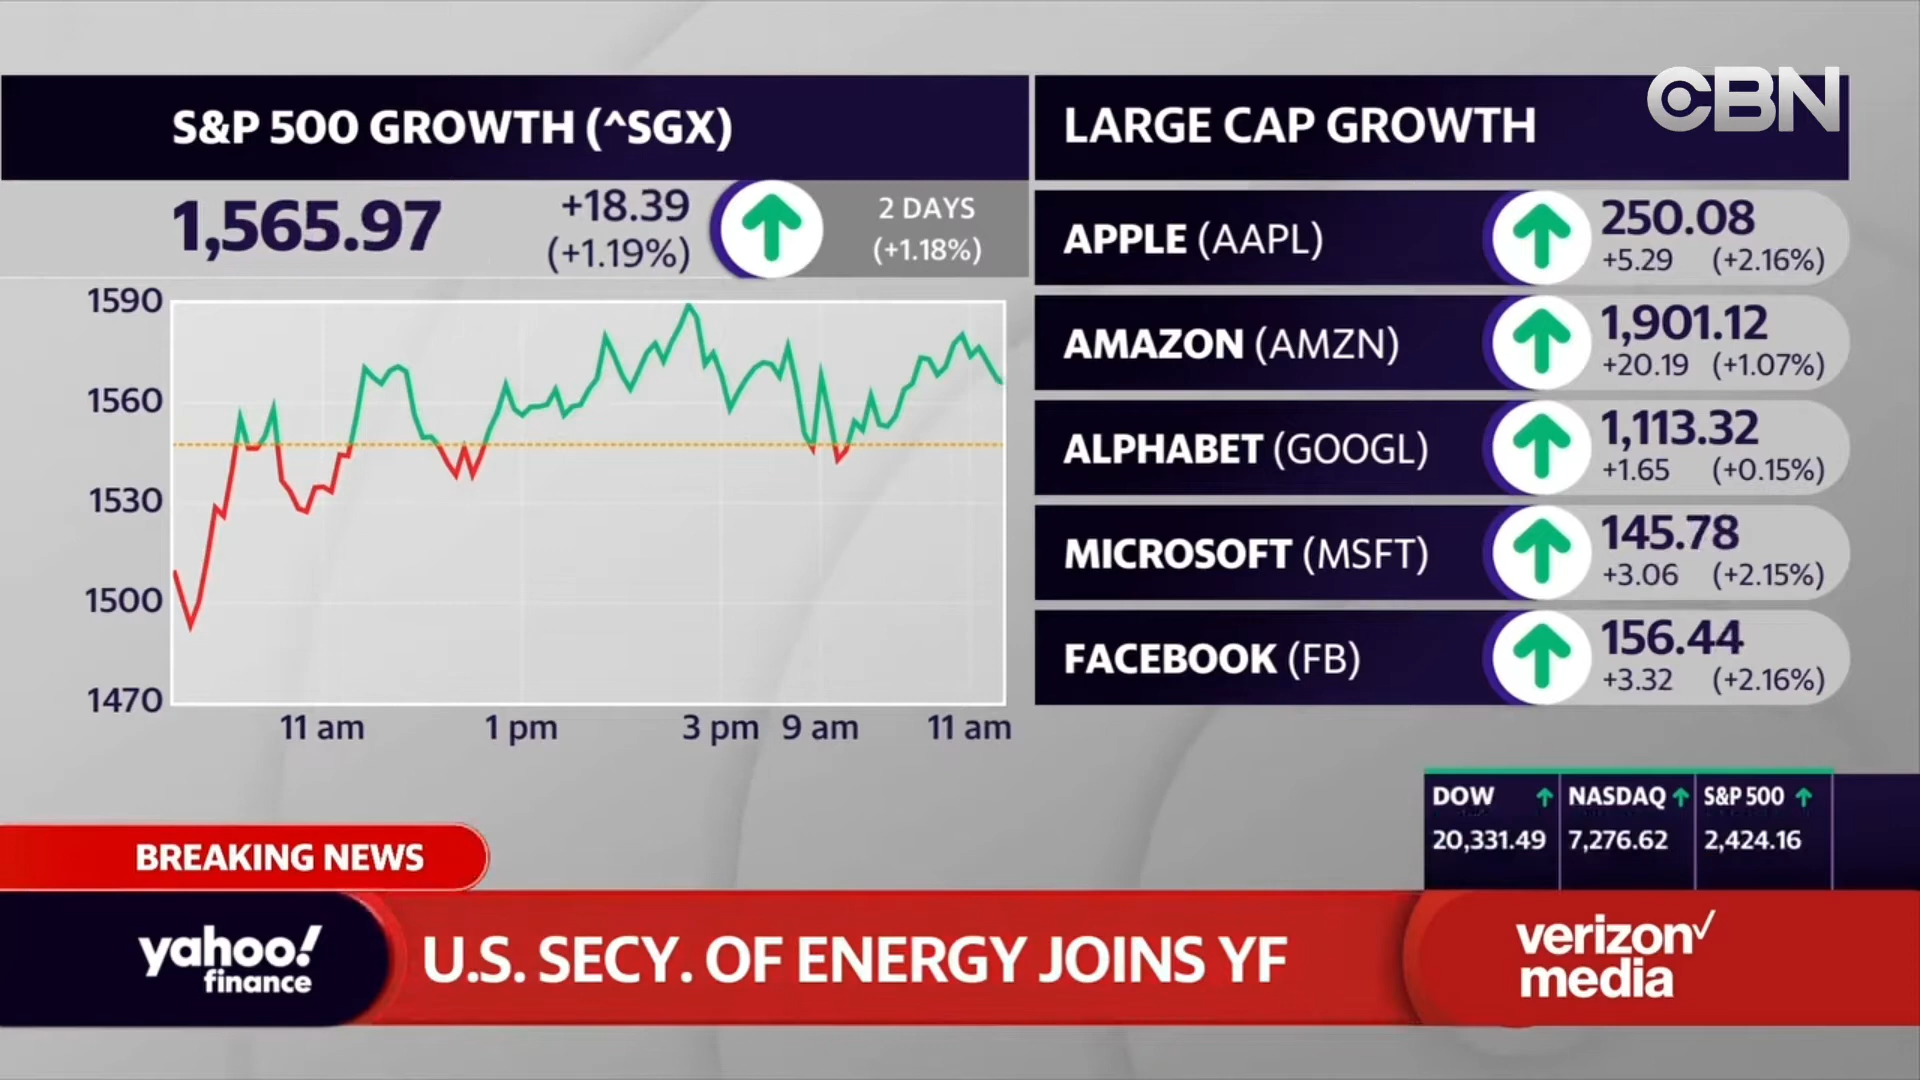 CBN
S&P 500 GROWTH (^SGX)
1,565.97
+18.39
(+1.19%)
2 DAYS
(+1.18%)
1590
1560
1530
1500
1470
11 am 1 pm 3 pm 9 am 11 am
LARGE CAP GROWTH
APPLE (AAPL)
250.08
+5.29 (+2.16%)
AMAZON (AMZN)
1,901.12
+20.19 (+1.07%)
ALPHABET (GOOGL)
1,113.32
+1.65 (+0.15%)
MICROSOFT (MSFT)
145.78
+3.06 (+2.15%)
FACEBOOK (FB)
156.44
+3.32 (+2.16%)
DOW NASDAQ S&P 500
20,331.49 7,276.62 2,424.16
BREAKING NEWS
yahoo!
finance
U.S. SECY. OF ENERGY JOINS YF
verizon✓
media